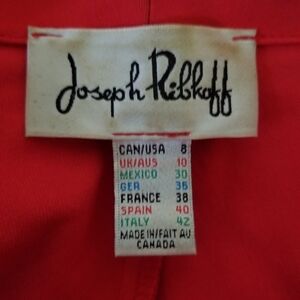 Joseph Ribkoff
CAN/USA 8
UK/AUS 10
MEXICO 30
GER 36
FRANCE 38
SPAIN 40
ITALY 42
MADE IN/FAIT AU
CANADA